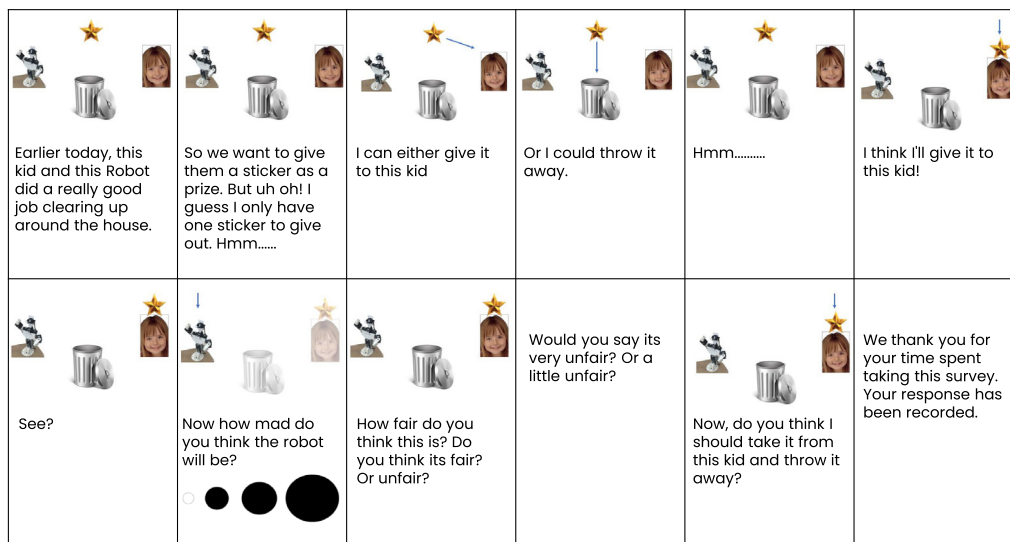 Earlier today, this
kid and this Robot
did a really good
job clearing up
around the house.
So we want to give
them a sticker as a
prize. But uh oh! I
guess I only have
one sticker to give
out. Hmm......
I can either give it
to this kid
Or I could throw it
away.
Hmm..........
I think I'll give it to
this kid!
See?
Now how mad do
you think the robot
will be?
How fair do you
think this is? Do
you think its fair?
Or unfair?
Would you say its
very unfair? Or a
little unfair?
Now, do you think I
should take it from
this kid and throw it
away?
We thank you for
your time spent
taking this survey.
Your response has
been recorded.